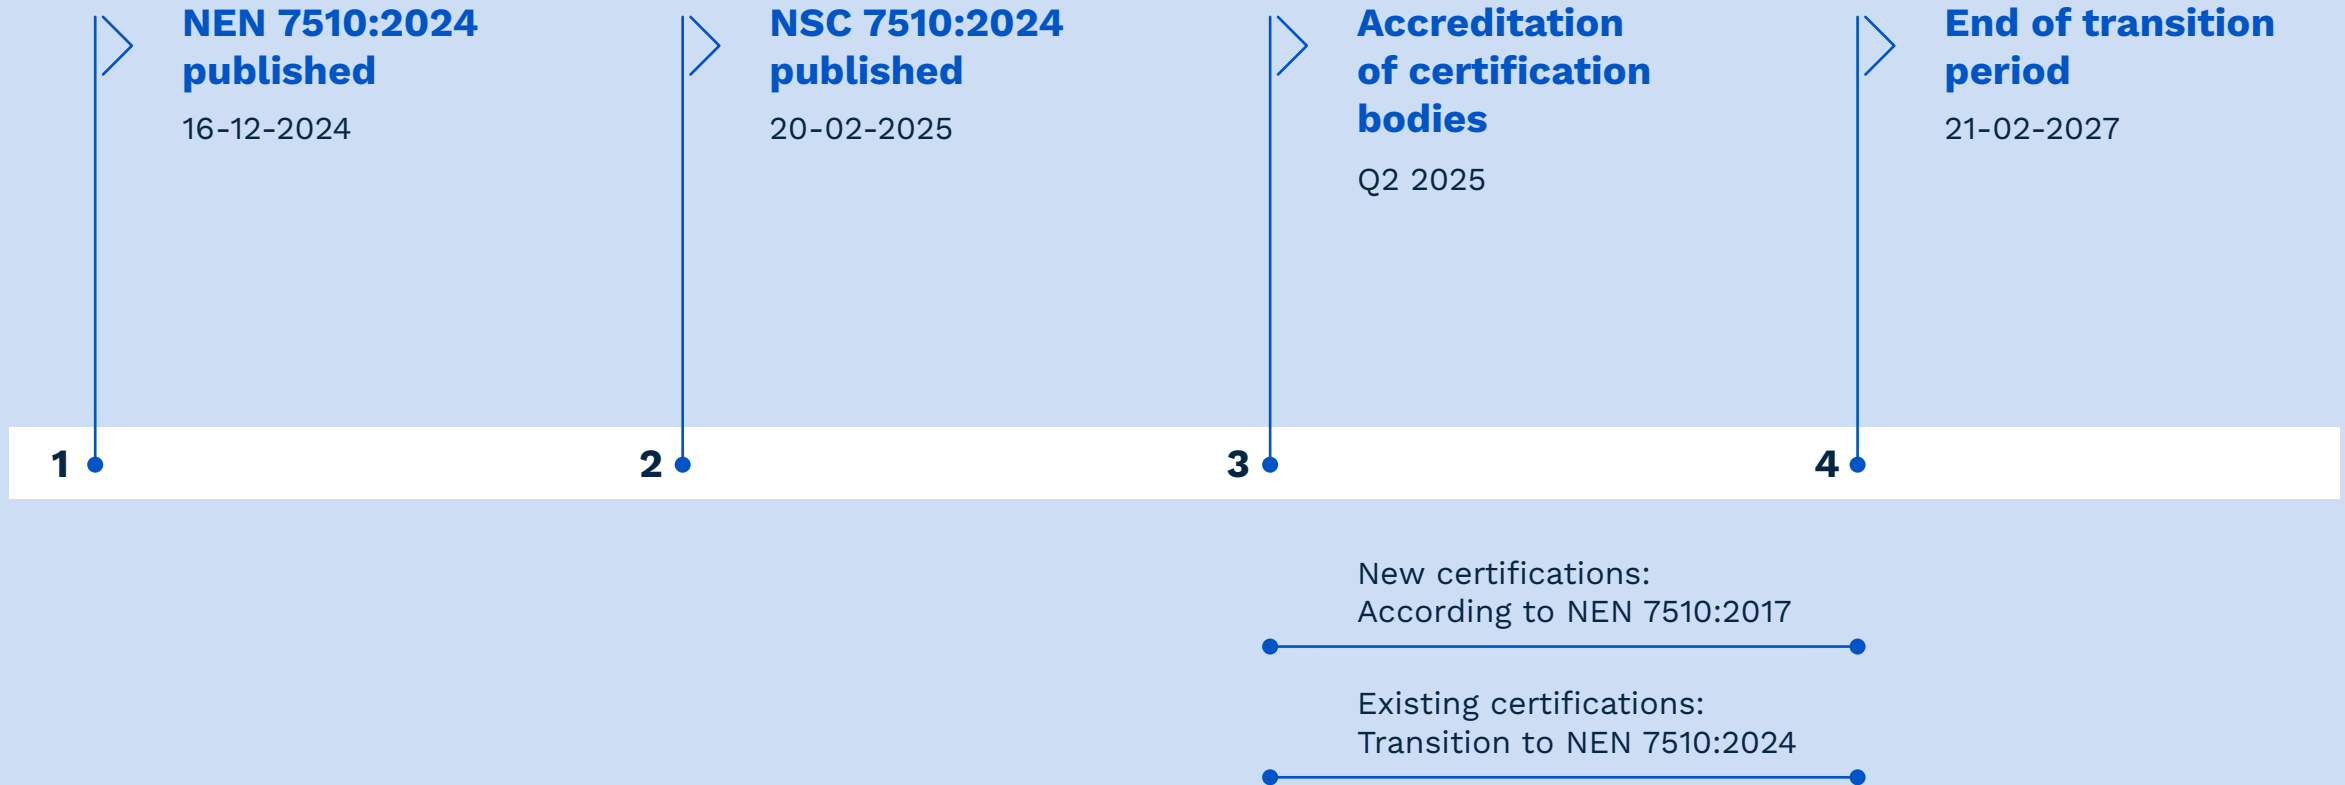 NEN 7510:2024
published
16-12-2024
NSC 7510:2024
published
20-02-2025
Accreditation
of certification
bodies
Q2 2025
End of transition
period
21-02-2027
1
2
3
4
New certifications:
According to NEN 7510:2017
Existing certifications:
Transition to NEN 7510:2024